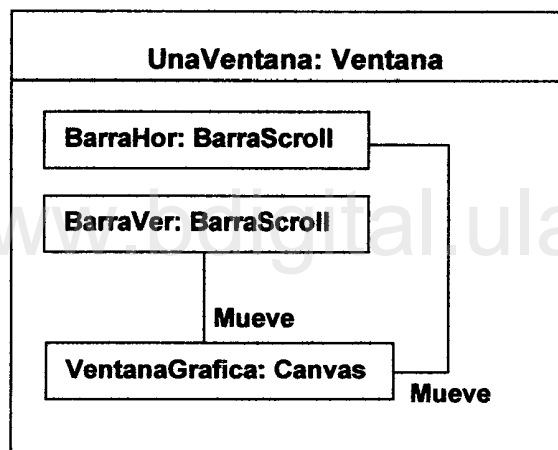 UnaVentana: Ventana
BarraHor: BarraScroll
BarraVer: BarraScroll
Mueve
VentanaGrafica: Canvas
Mueve
www.bdigital.ula